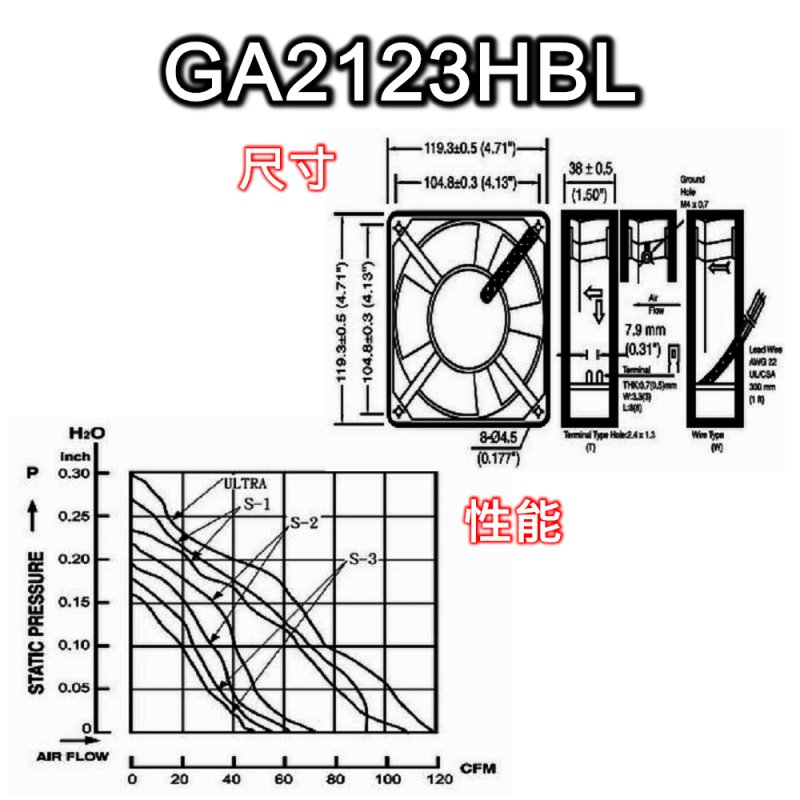 GA2123HBL
尺寸
119.3±0.5 (4.71")
104.8±0.3 (4.13")
38 ± 0.5
(1.50")
Ground
Hole
M4 x 0.7
119.3±0.5 (4.71")
104.8±0.3 (4.13")
Air
Flow
7.9 mm
(0.31")
Terminal
THK:0.7(0.5)mm
W:3.3(3)
L:8(8)
Lead Wire
AWG 22
UL/CSA
300 mm
(1 ft)
8-Ø4.5
(0.177")
Terminal Type Hole:2.4 x 1.3
(T)
Wire Type
(W)
性能
H₂O
Inch
P
0.30
0.25
0.20
0.15
0.10
0.05
0
STATIC PRESSURE
ULTRA
S-1
S-2
S-3
AIR FLOW
0 20 40 60 80 100 120
CFM